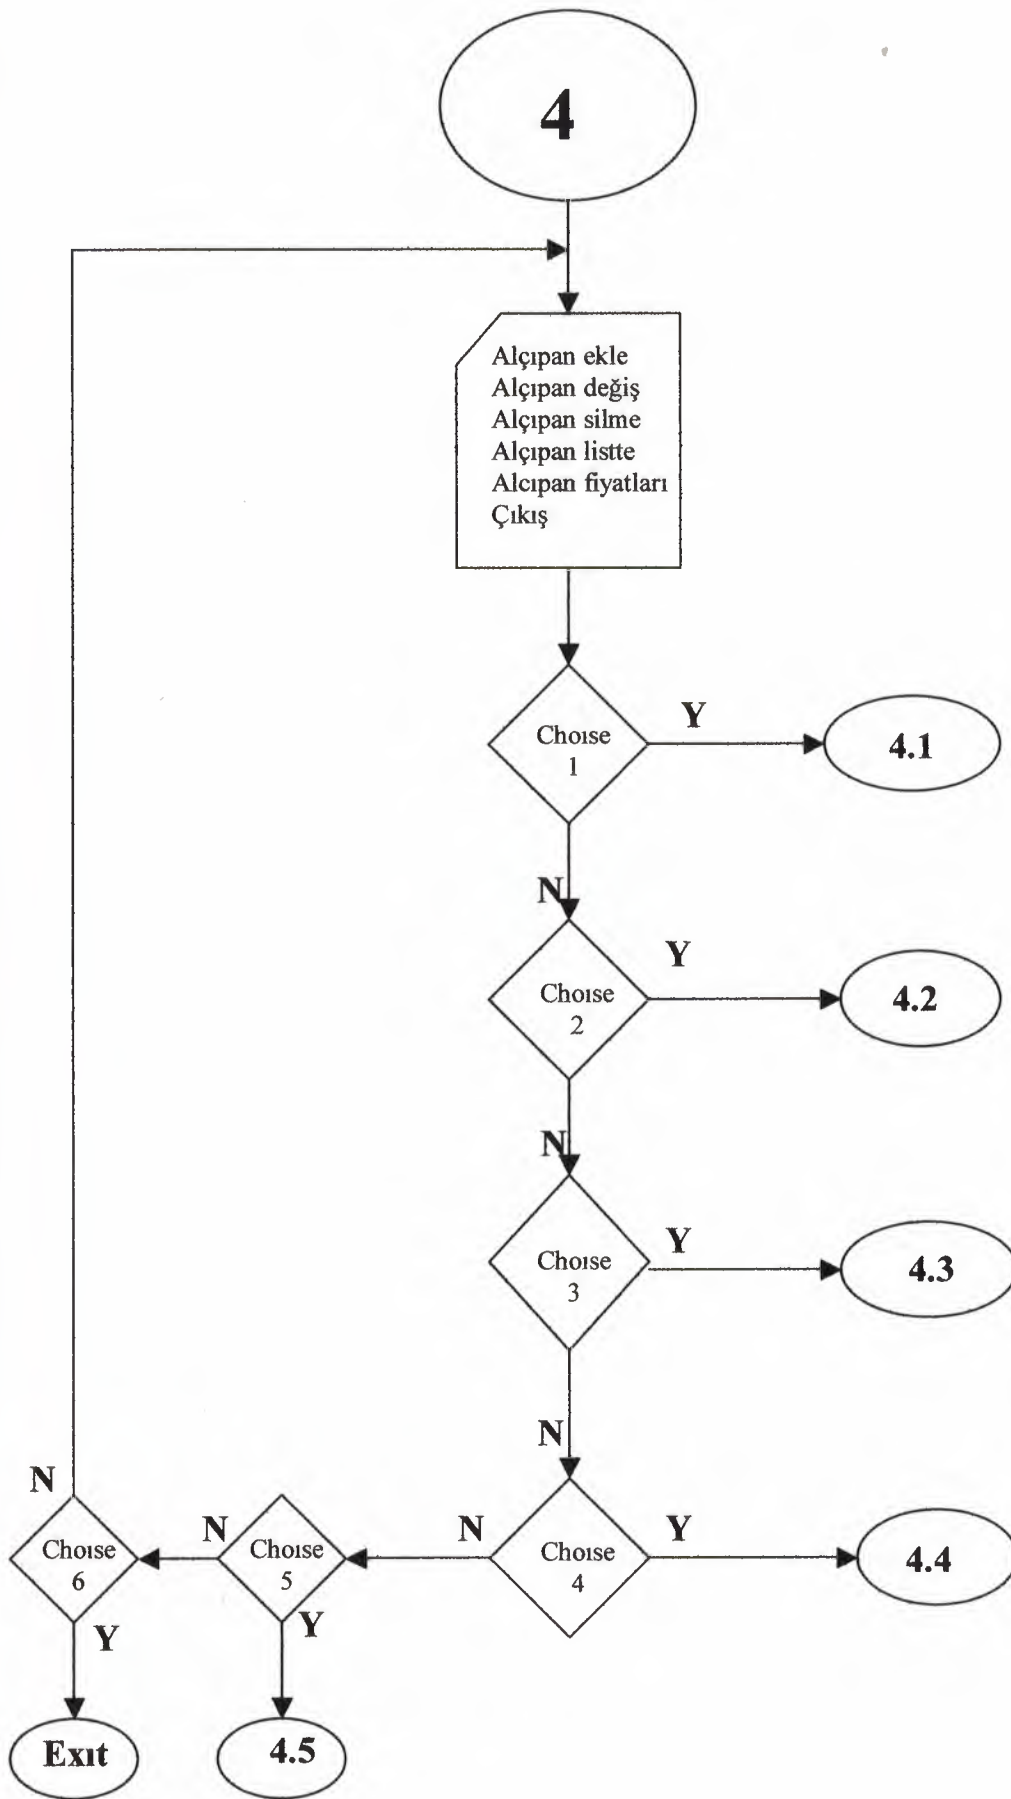 4
Alçıpan ekle
Alçıpan değiş
Alçıpan silme
Alçıpan listte
Alcıpan fiyatları
Çıkış
Choıse
1
Y
4.1
N
Choıse
2
Y
4.2
N
Choıse
3
Y
4.3
N
Choıse
4
Y
4.4
N
Choıse
5
N
Choıse
6
N
Y
Y
Exıt
4.5